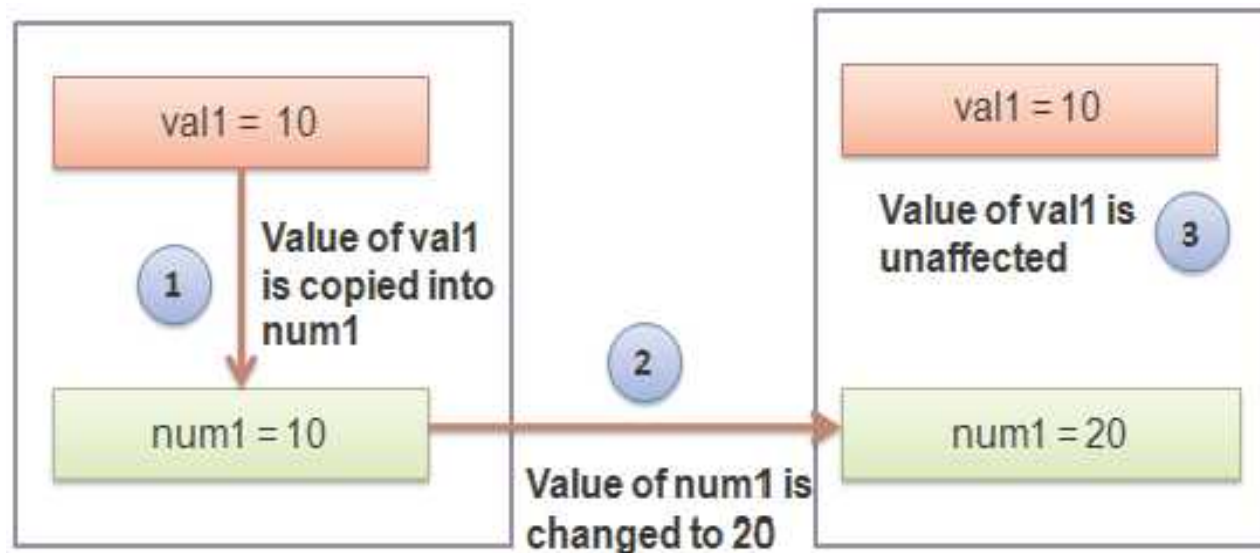 val1 = 10
1
Value of val1
is copied into
num1
num1 = 10
2
Value of num1 is
changed to 20
val1 = 10
Value of val1 is
unaffected
3
num1 = 20